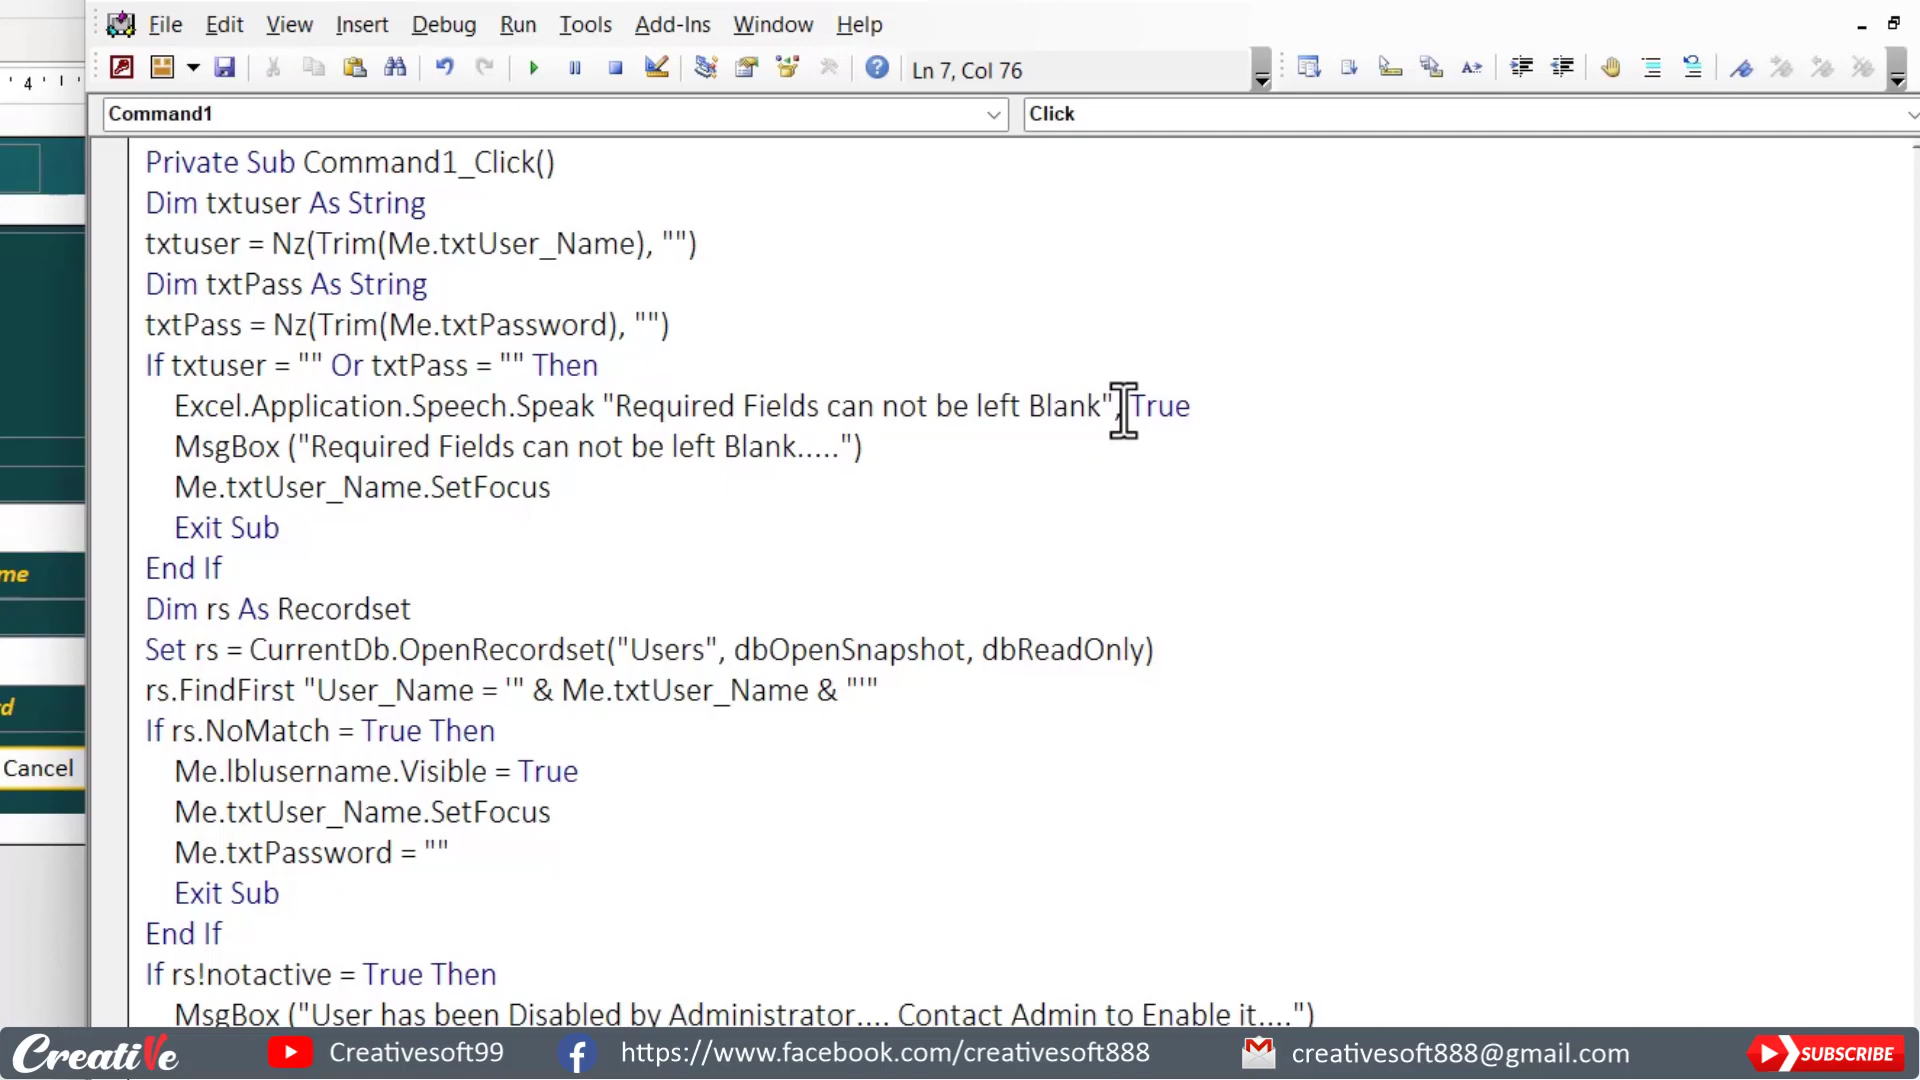 File Edit View Insert Debug Run Tools Add-Ins Window Help
Ln 7, Col 76
' 4 '
Command1
Click
Private Sub Command1_Click()
Dim txtuser As String
txtuser = Nz(Trim(Me.txtUser_Name), "")
Dim txtPass As String
txtPass = Nz(Trim(Me.txtPassword), "")
If txtuser = "" Or txtPass = "" Then
Excel.Application.Speech.Speak "Required Fields can not be left Blank", True
MsgBox ("Required Fields can not be left Blank.....")
Me.txtUser_Name.SetFocus
Exit Sub
End If
Dim rs As Recordset
Set rs = CurrentDb.OpenRecordset("Users", dbOpenSnapshot, dbReadOnly)
rs.FindFirst "User_Name = '" & Me.txtUser_Name & "'"
If rs.NoMatch = True Then
Me.lblusername.Visible = True
Me.txtUser_Name.SetFocus
Me.txtPassword = ""
Exit Sub
End If
If rs!notactive = True Then
MsgBox ("User has been Disabled by Administrator.... Contact Admin to Enable it....")
me
d
Cancel
CreatiVe
Creativesoft99
https://www.facebook.com/creativesoft888
creativesoft888@gmail.com
SUBSCRIBE